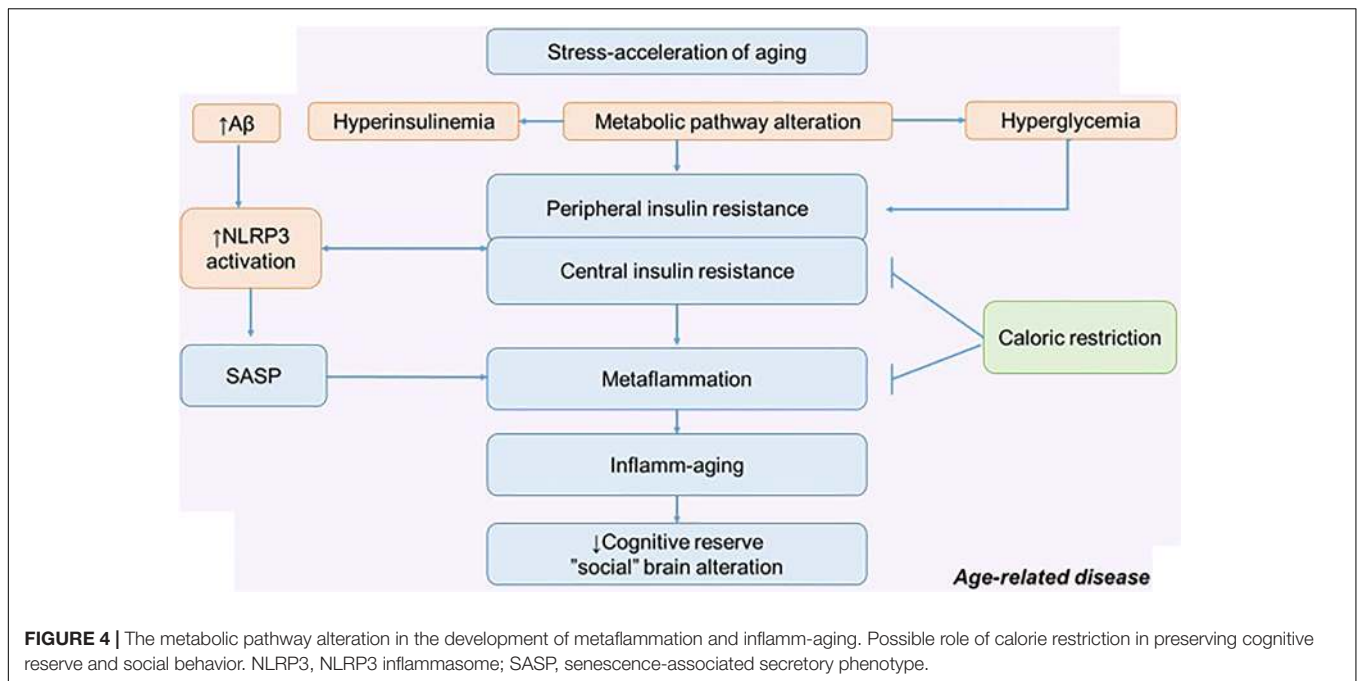 Stress-acceleration of aging
↑Aβ
Hyperinsulinemia
Metabolic pathway alteration
Hyperglycemia
Peripheral insulin resistance
↑NLRP3
activation
Central insulin resistance
Caloric restriction
SASP
Metaflammation
Inflamm-aging
↓Cognitive reserve
"social" brain alteration
Age-related disease
FIGURE 4 | The metabolic pathway alteration in the development of metaflammation and inflamm-aging. Possible role of calorie restriction in preserving cognitive
reserve and social behavior. NLRP3, NLRP3 inflammasome; SASP, senescence-associated secretory phenotype.